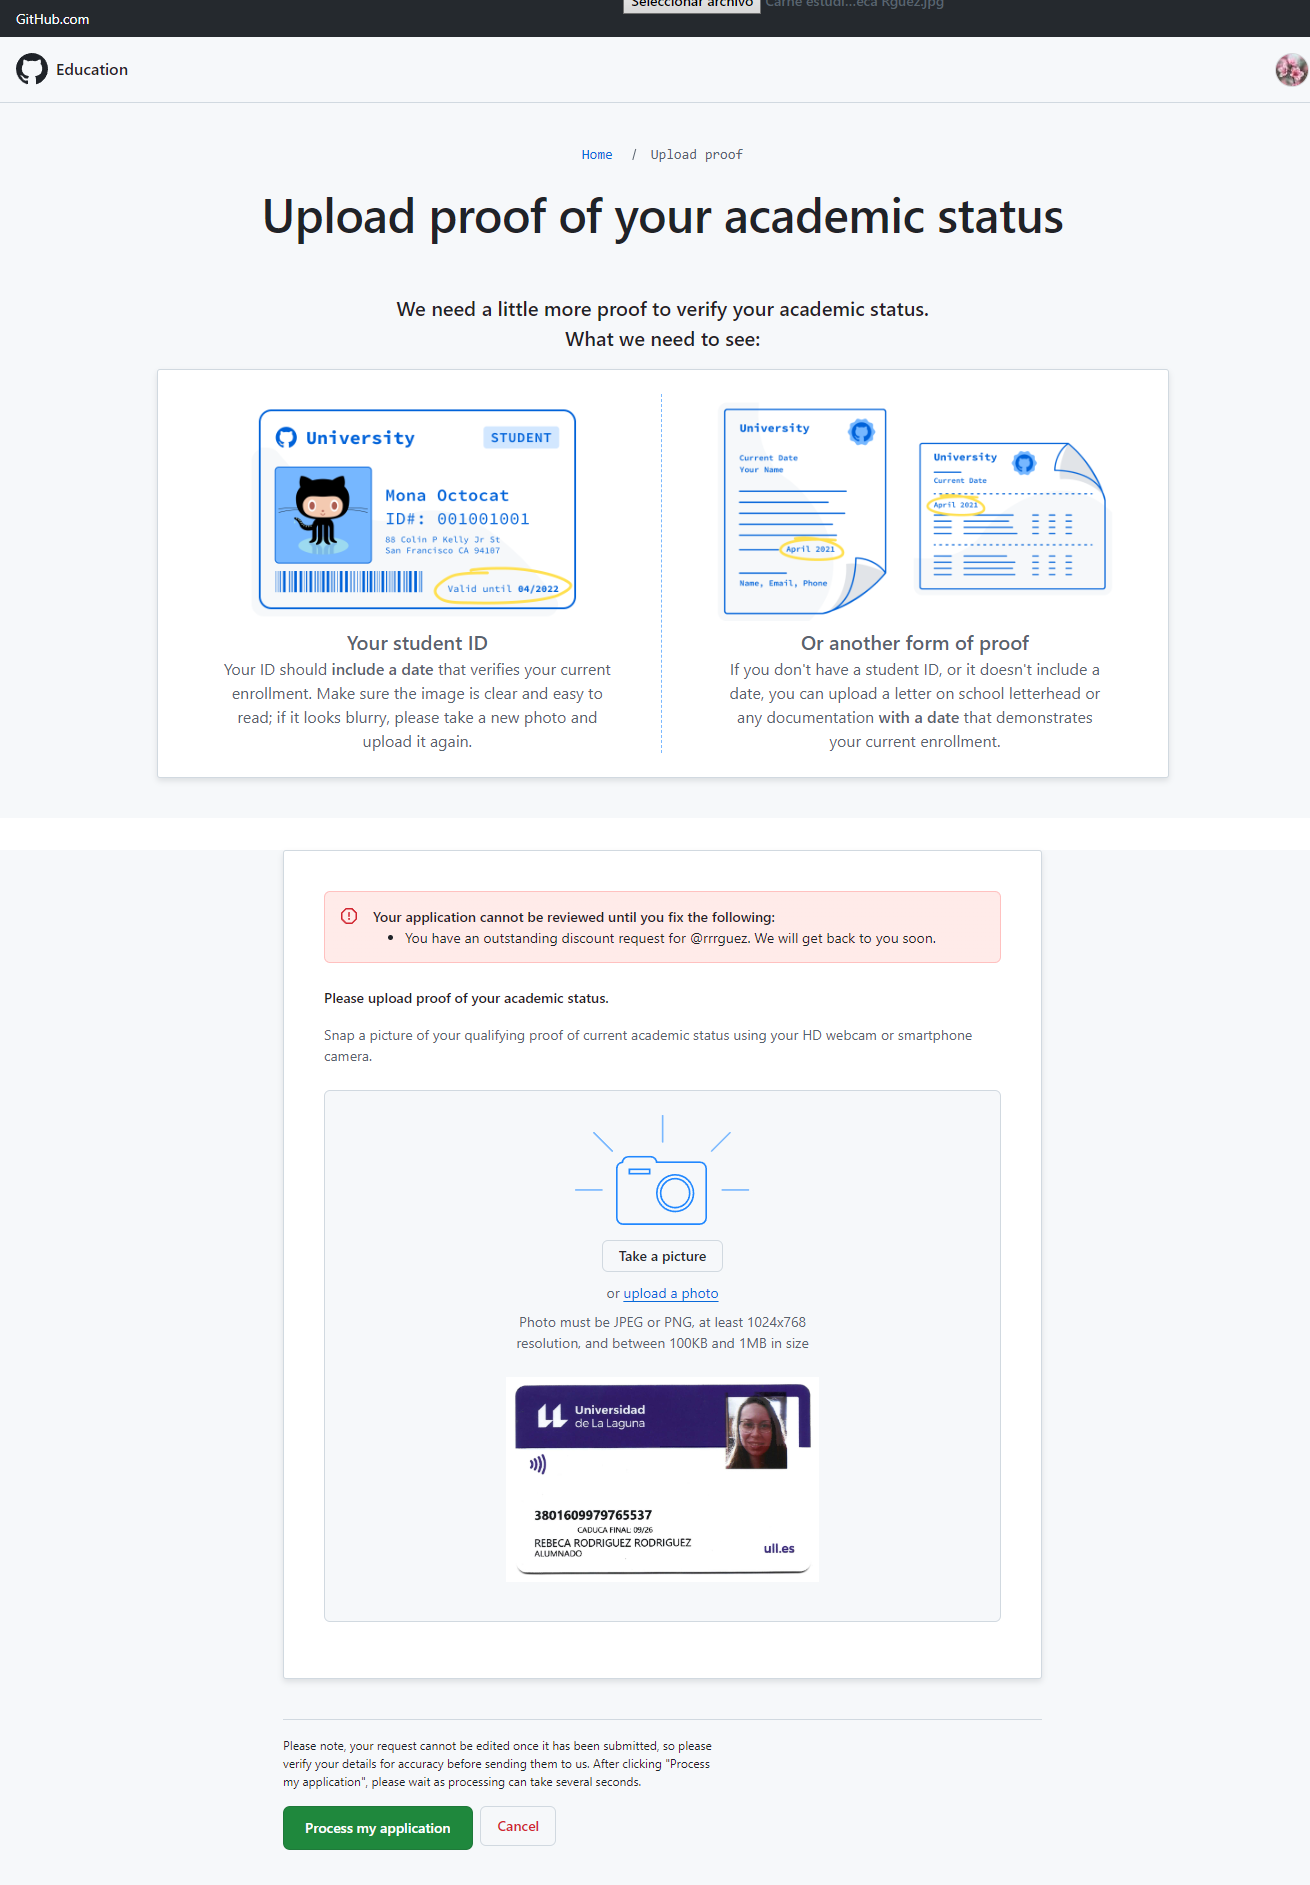 GitHub.com
Seleccionar archivo Carné estudi...eca Rguez.jpg
Education
Home / Upload proof
Upload proof of your academic status
We need a little more proof to verify your academic status.
What we need to see:
University STUDENT
Mona Octocat
ID#: 001001001
88 Colin P Kelly Jr St
San Francisco CA 94107
Valid until 04/2022
University
Current Date
Your Name
April 2021
Name, Email, Phone
University
Current Date
April 2021
Your student ID
Your ID should include a date that verifies your current
enrollment. Make sure the image is clear and easy to
read; if it looks blurry, please take a new photo and
upload it again.
Or another form of proof
If you don't have a student ID, or it doesn't include a
date, you can upload a letter on school letterhead or
any documentation with a date that demonstrates
your current enrollment.
Your application cannot be reviewed until you fix the following:
• You have an outstanding discount request for @rrrguez. We will get back to you soon.
Please upload proof of your academic status.
Snap a picture of your qualifying proof of current academic status using your HD webcam or smartphone
camera.
Take a picture
or upload a photo
Photo must be JPEG or PNG, at least 1024x768
resolution, and between 100KB and 1MB in size
Universidad
de La Laguna
3801609979765537
CADUCA FINAL: 09/26
REBECA RODRIGUEZ RODRIGUEZ
ALUMNADO
ull.es
Please note, your request cannot be edited once it has been submitted, so please
verify your details for accuracy before sending them to us. After clicking "Process
my application", please wait as processing can take several seconds.
Process my application
Cancel